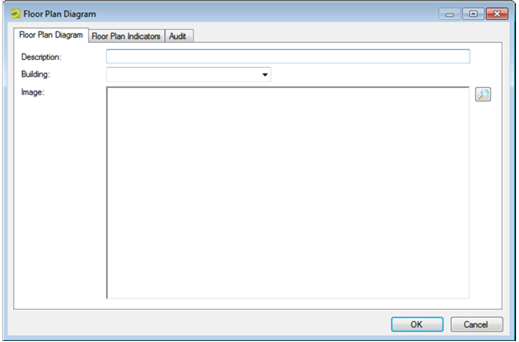 Floor Plan Diagram
Floor Plan Diagram Floor Plan Indicators Audit
Description:
Building:
Image:
OK Cancel